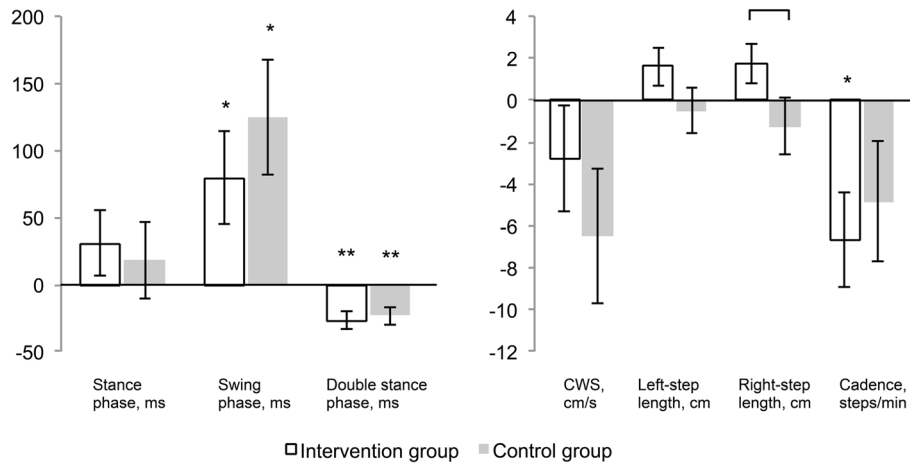 200
150
100
50
0
-50
*
*
**
**
Stance
phase, ms
Swing
phase, ms
Double stance
phase, ms
4
2
0
-2
-4
-6
-8
-10
-12
*
CWS,
cm/s
Left-step
length, cm
Right-step
length, cm
Cadence,
steps/min
Intervention group
Control group